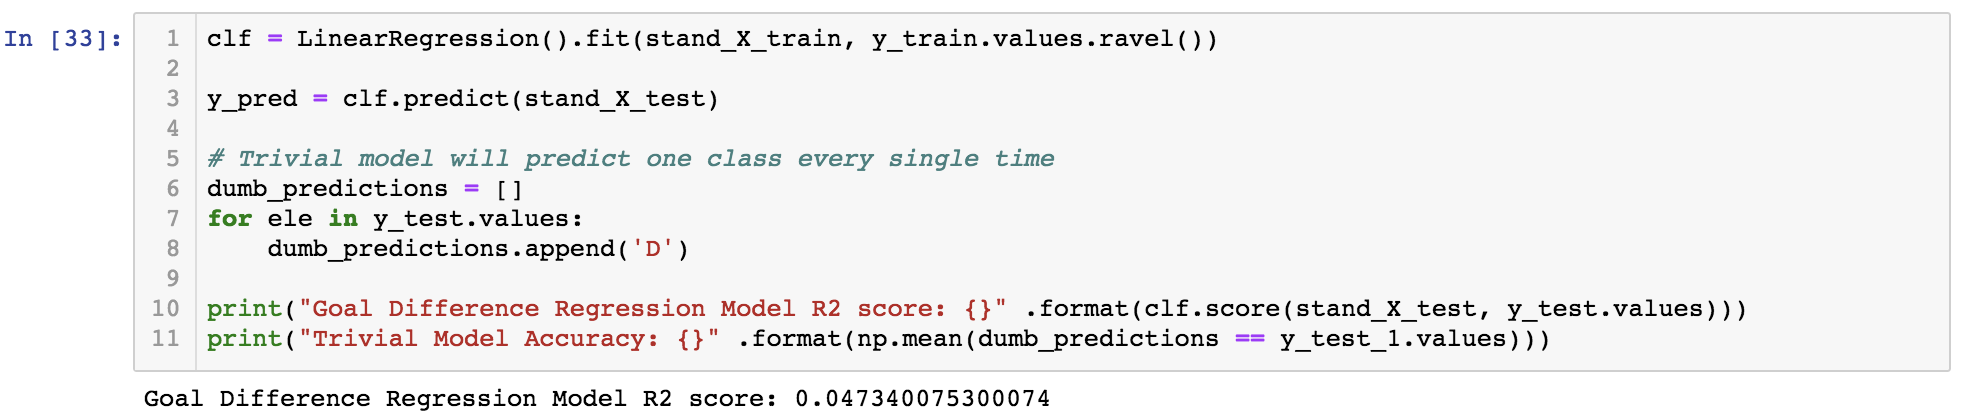 In [33]:
1 clf = LinearRegression().fit(stand_X_train, y_train.values.ravel())
2
3 y_pred = clf.predict(stand_X_test)
4
5 # Trivial model will predict one class every single time
6 dumb_predictions = []
7 for ele in y_test.values:
8     dumb_predictions.append('D')
9
10 print("Goal Difference Regression Model R2 score: {}" .format(clf.score(stand_X_test, y_test.values)))
11 print("Trivial Model Accuracy: {}" .format(np.mean(dumb_predictions == y_test_1.values)))
Goal Difference Regression Model R2 score: 0.047340075300074